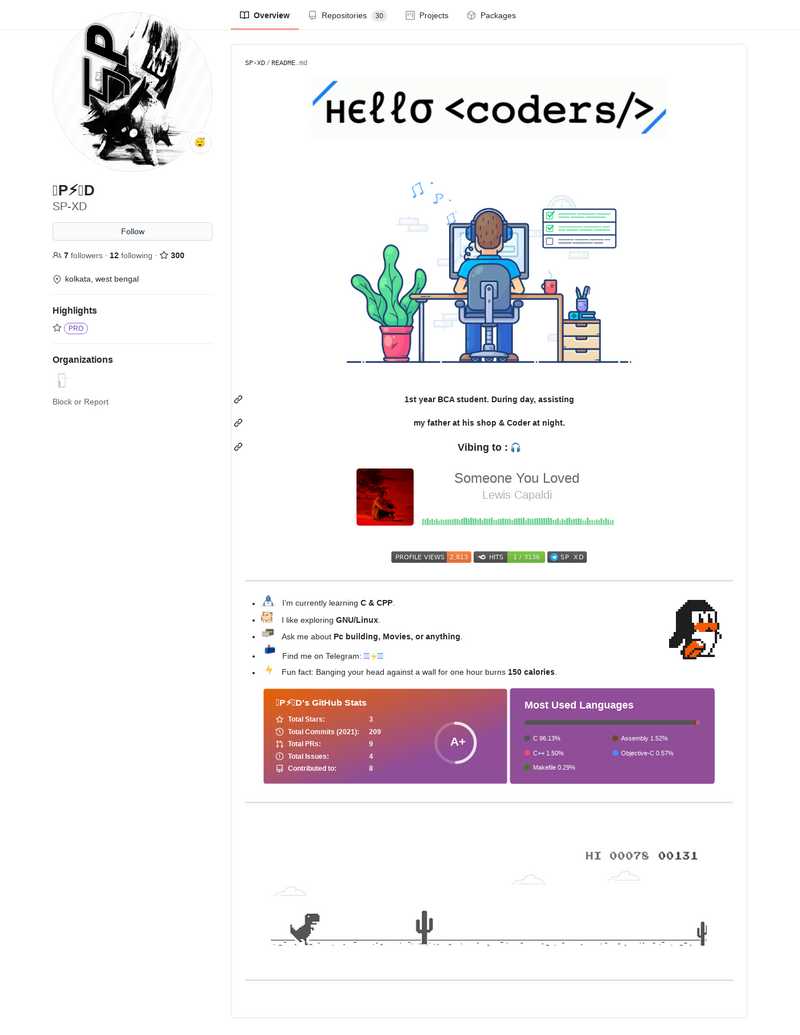 Overview
Repositories 30
Projects
Packages
SP
XD
SP-XD
Follow
7 followers · 12 following · 300
kolkata, west bengal
Highlights
PRO
Organizations
Block or Report
SP-XD / README.md
нєℓℓσ <coders/>
1st year BCA student. During day, assisting
my father at his shop & Coder at night.
Vibing to : 🎧
Someone You Loved
Lewis Capaldi
PROFILE VIEWS 2,813 HITS 1 / 3136 SP XD
I'm currently learning C & CPP.
I like exploring GNU/Linux.
Ask me about Pc building, Movies, or anything.
Find me on Telegram:
Fun fact: Banging your head against a wall for one hour burns 150 calories.
P⚡D's GitHub Stats
Total Stars: 3
Total Commits (2021): 209
Total PRs: 9
Total Issues: 4
Contributed to: 8
A+
Most Used Languages
C 96.13%
Assembly 1.52%
C++ 1.50%
Objective-C 0.57%
Makefile 0.29%
HI 00078 00131